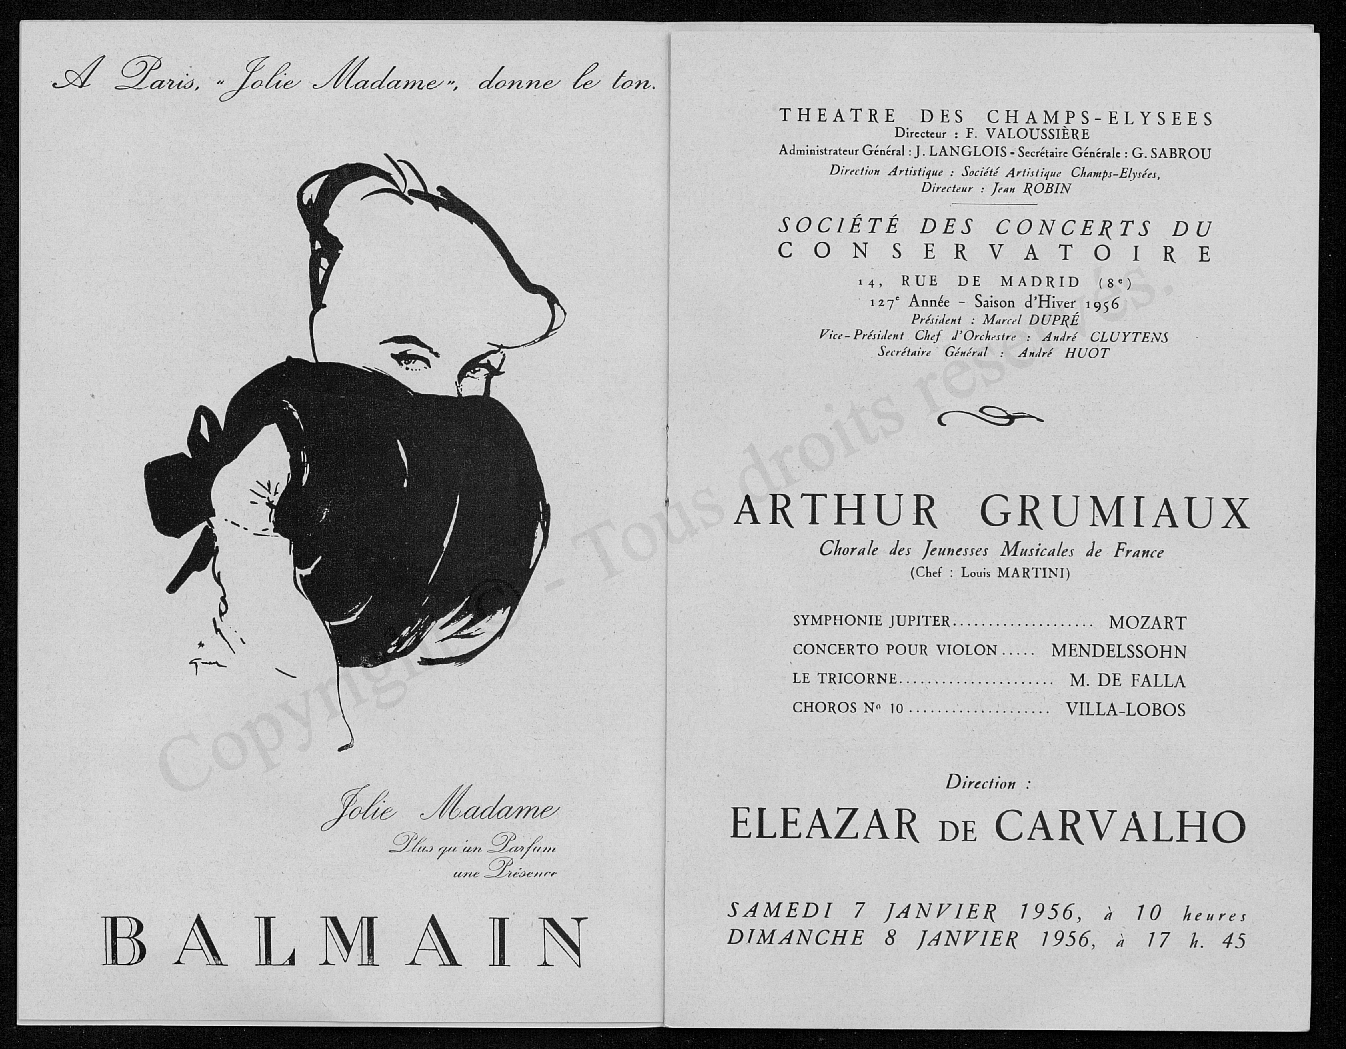 A Paris, "Jolie Madame", donne le ton.
Jolie Madame
Plus qu'un Parfum
une Présence
BALMAIN
THEATRE DES CHAMPS-ELYSEES
Directeur : F. VALOUSSIÈRE
Administrateur Général : J. LANGLOIS - Secrétaire Générale : G. SABROU
Direction Artistique : Société Artistique Champs-Elysées,
Directeur : Jean ROBIN
SOCIÉTÉ DES CONCERTS DU
CONSERVATOIRE
14, RUE DE MADRID (8e)
127e Année - Saison d'Hiver 1956
Président : Marcel DUPRÉ
Vice-Président Chef d'Orchestre : André CLUYTENS
Secrétaire Général : André HUOT
ARTHUR GRUMIAUX
Chorale des Jeunesses Musicales de France
(Chef : Louis MARTINI)
SYMPHONIE JUPITER.................... MOZART
CONCERTO POUR VIOLON..... MENDELSSOHN
LE TRICORNE...................... M. DE FALLA
CHOROS No 10.................... VILLA-LOBOS
Direction :
ELEAZAR DE CARVALHO
SAMEDI 7 JANVIER 1956, à 10 heures
DIMANCHE 8 JANVIER 1956, à 17 h. 45
Copyright © - Tous droits réservés.